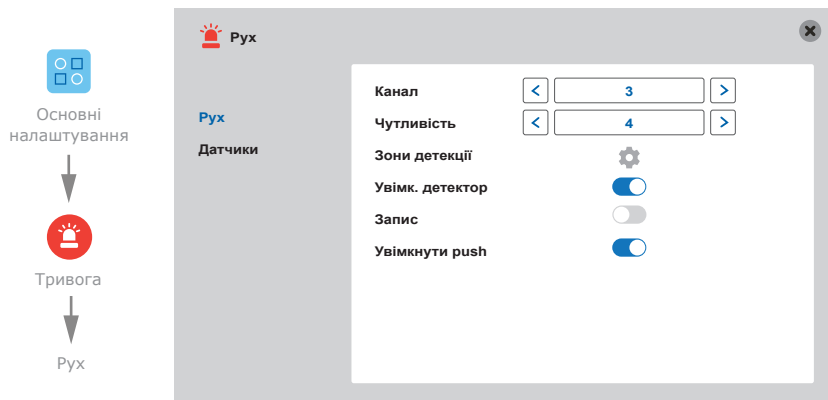 Основні
налаштування
Тривога
Рух
Рух
Рух
Датчики
Канал
3
Чутливість
4
Зони детекції
Увімк. детектор
Запис
Увімкнути push